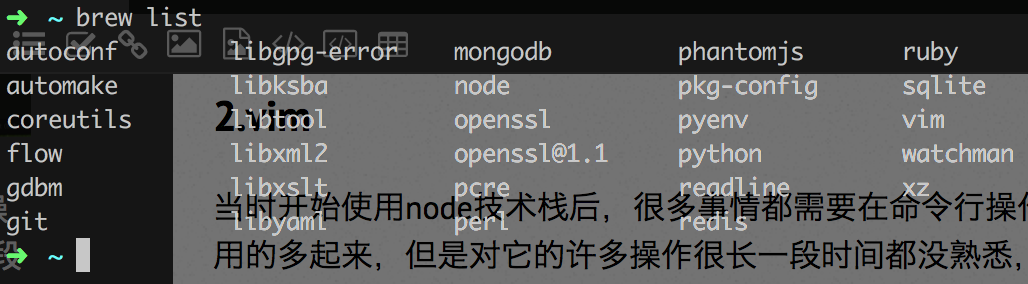 ➜ ~ brew list
autoconf libgpg-error mongodb phantomjs ruby
automake libksba node pkg-config sqlite
coreutils libtool openssl pyenv vim
flow libxml2 openssl@1.1 python watchman
gdbm libxslt pcre readline xz
git libyaml perl redis
➜ ~
2.vim
当时开始使用node技术栈后，很多事情都需要在命令行操作
用的多起来，但是对它的许多操作很长一段时间都没熟悉，
段